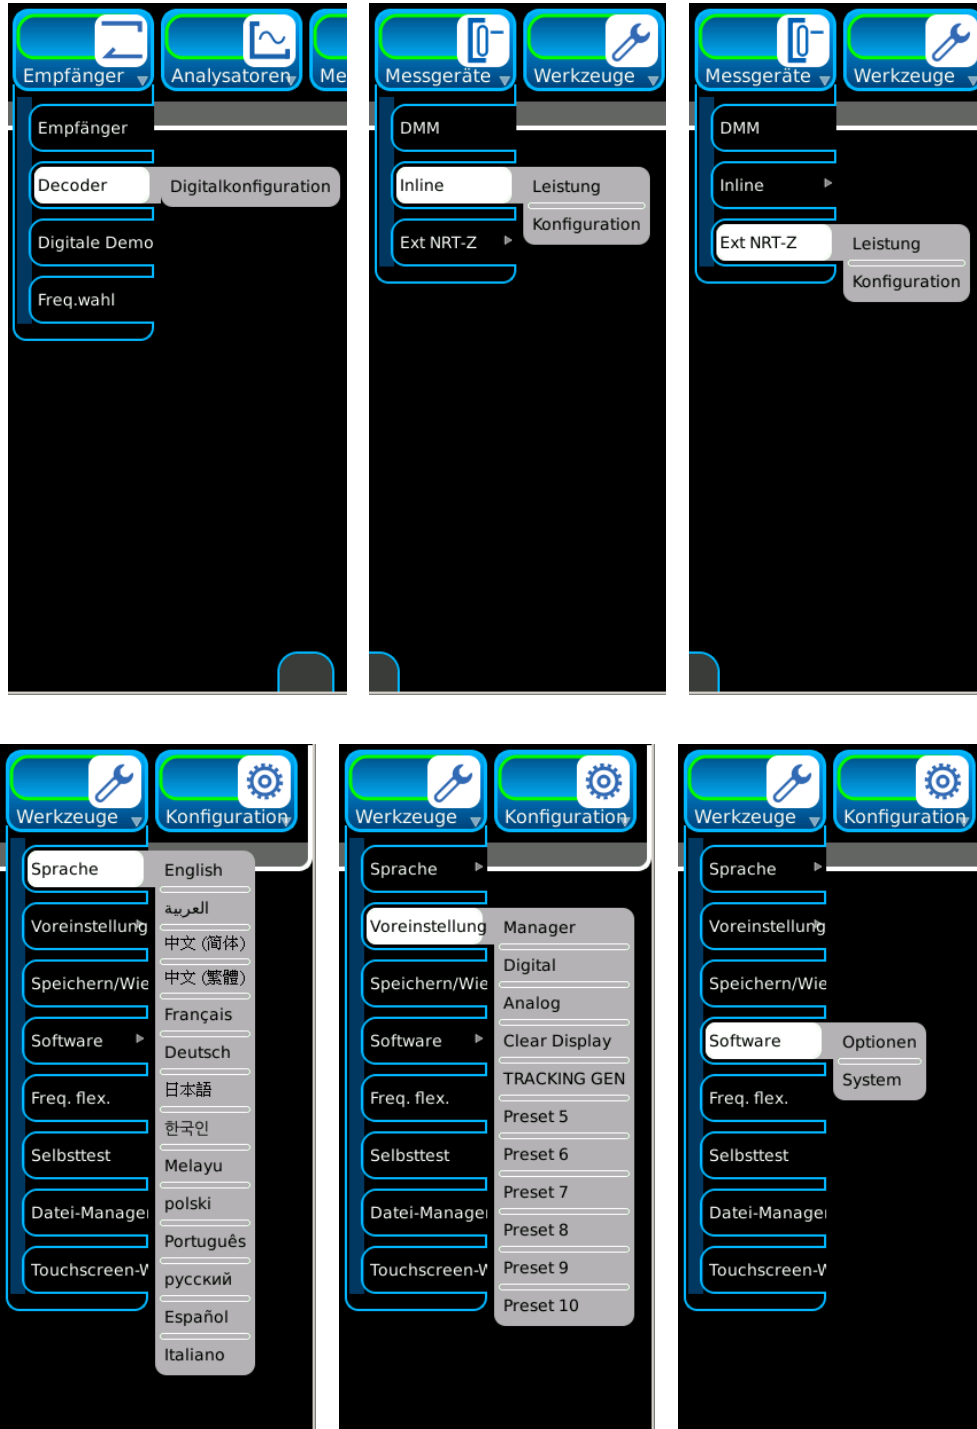 Empfänger
Analysatoren
Me
Empfänger
Decoder
Digitalkonfiguration
Digitale Demo
Freq.wahl
Messgeräte
Werkzeuge
DMM
Inline
Leistung
Konfiguration
Ext NRT-Z
Messgeräte
Werkzeuge
DMM
Inline
Ext NRT-Z
Leistung
Konfiguration
Werkzeuge
Konfiguration
Sprache
Voreinstellung
Speichern/Wie
Software
Freq. flex.
Selbsttest
Datei-Manager
Touchscreen-W
English
العربية
中文 (简体)
中文 (繁體)
Français
Deutsch
日本語
한국인
Melayu
polski
Português
русский
Español
Italiano
Werkzeuge
Konfiguration
Sprache
Voreinstellung
Speichern/Wie
Software
Freq. flex.
Selbsttest
Datei-Manager
Touchscreen-W
Manager
Digital
Analog
Clear Display
TRACKING GEN
Preset 5
Preset 6
Preset 7
Preset 8
Preset 9
Preset 10
Werkzeuge
Konfiguration
Sprache
Voreinstellung
Speichern/Wie
Software
Optionen
System
Freq. flex.
Selbsttest
Datei-Manager
Touchscreen-W